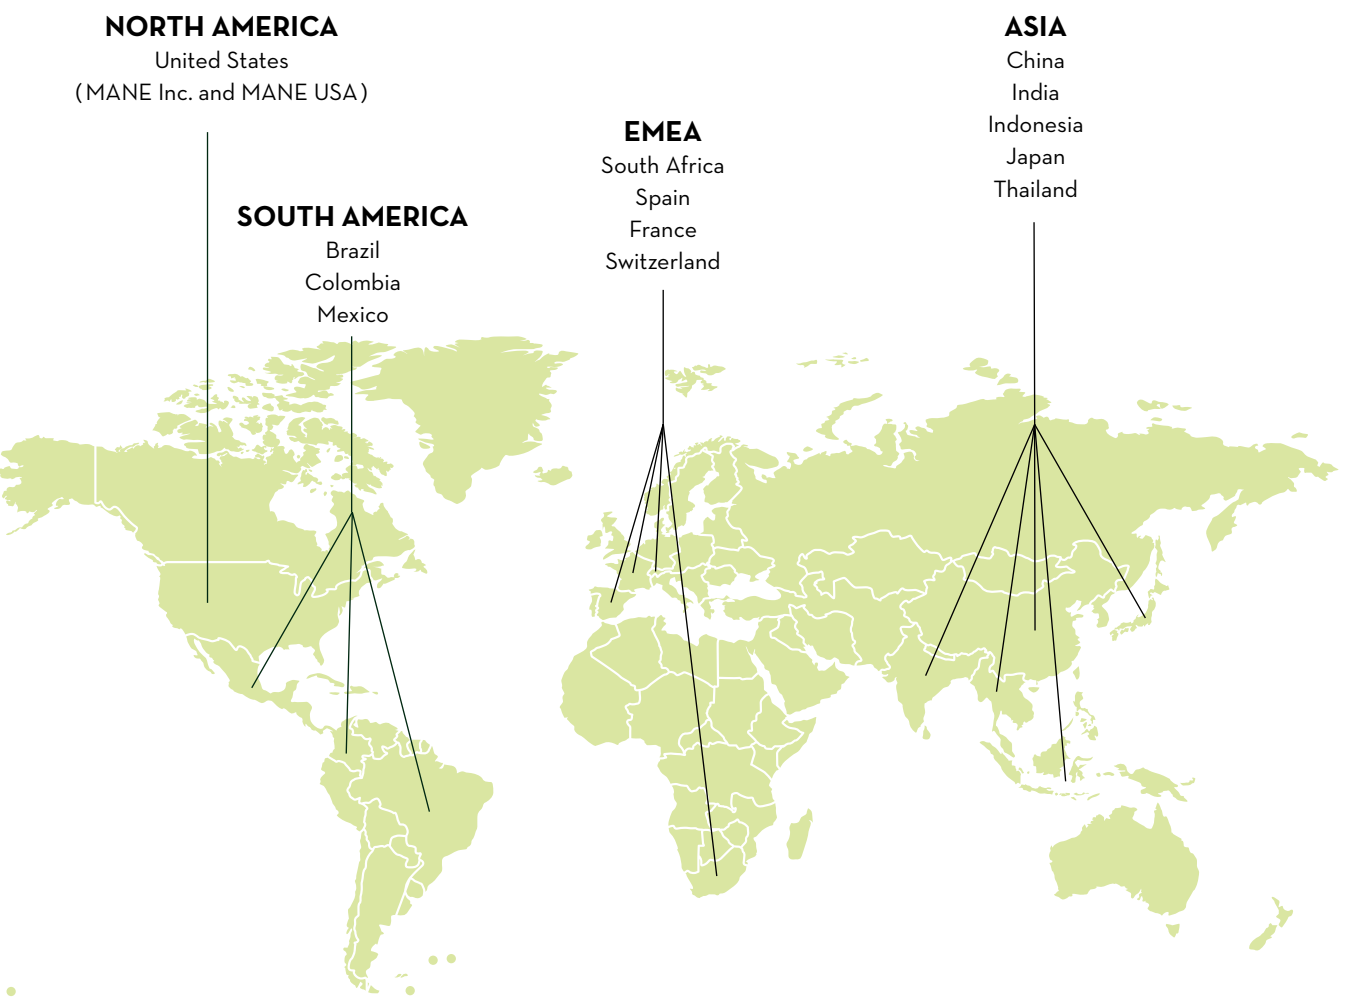 NORTH AMERICA
United States
(MANE Inc. and MANE USA)
SOUTH AMERICA
Brazil
Colombia
Mexico
EMEA
South Africa
Spain
France
Switzerland
ASIA
China
India
Indonesia
Japan
Thailand